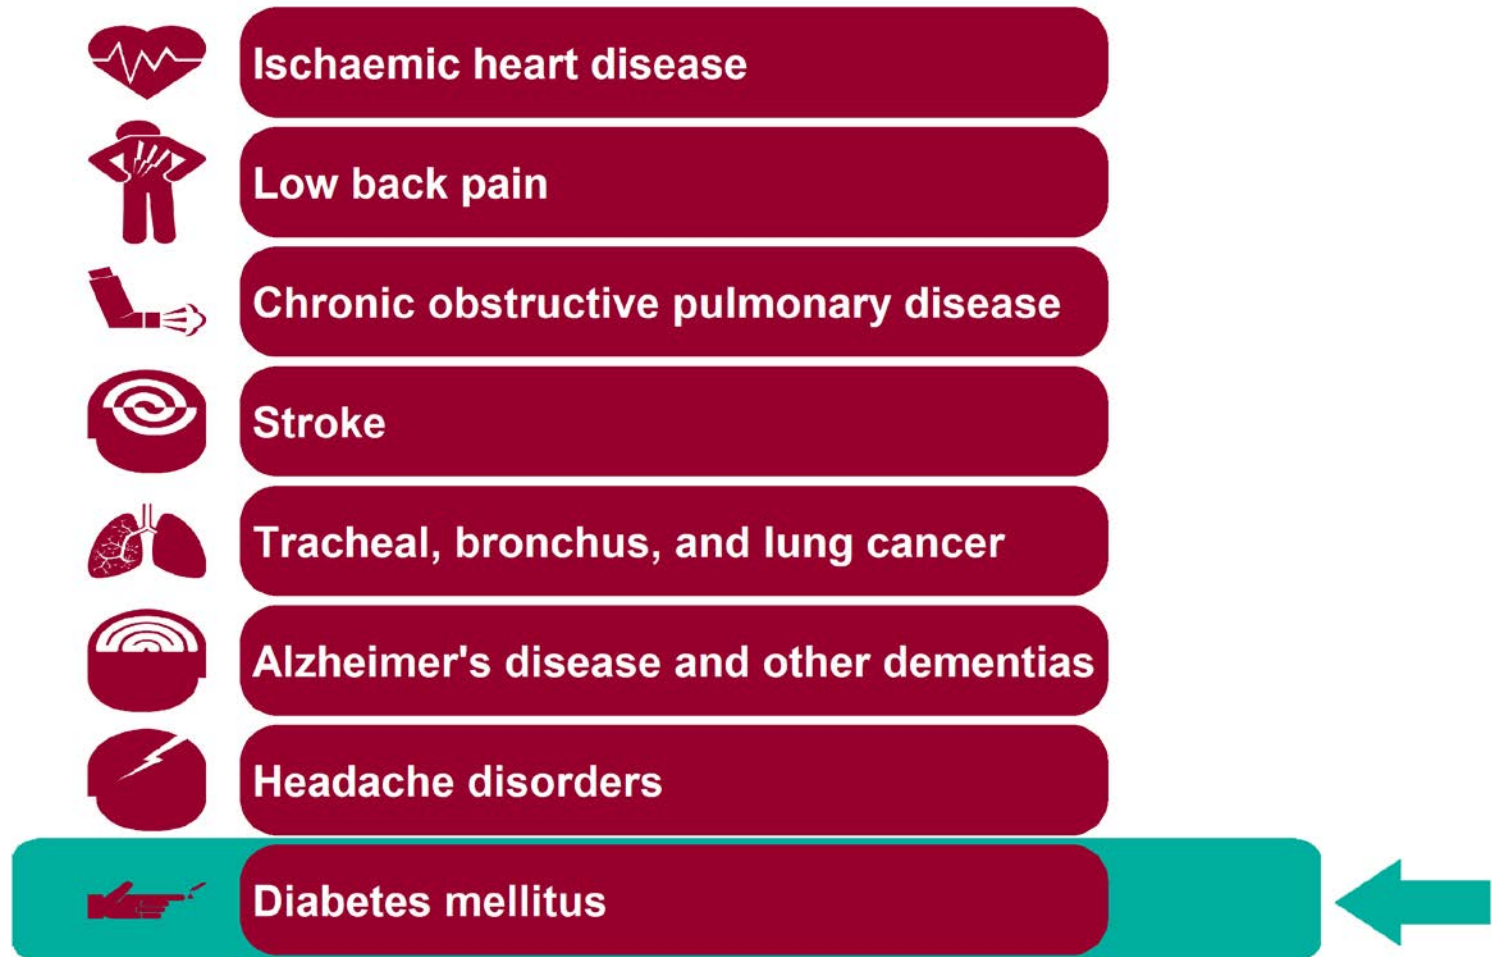 Ischaemic heart disease
Low back pain
Chronic obstructive pulmonary disease
Stroke
Tracheal, bronchus, and lung cancer
Alzheimer's disease and other dementias
Headache disorders
Diabetes mellitus